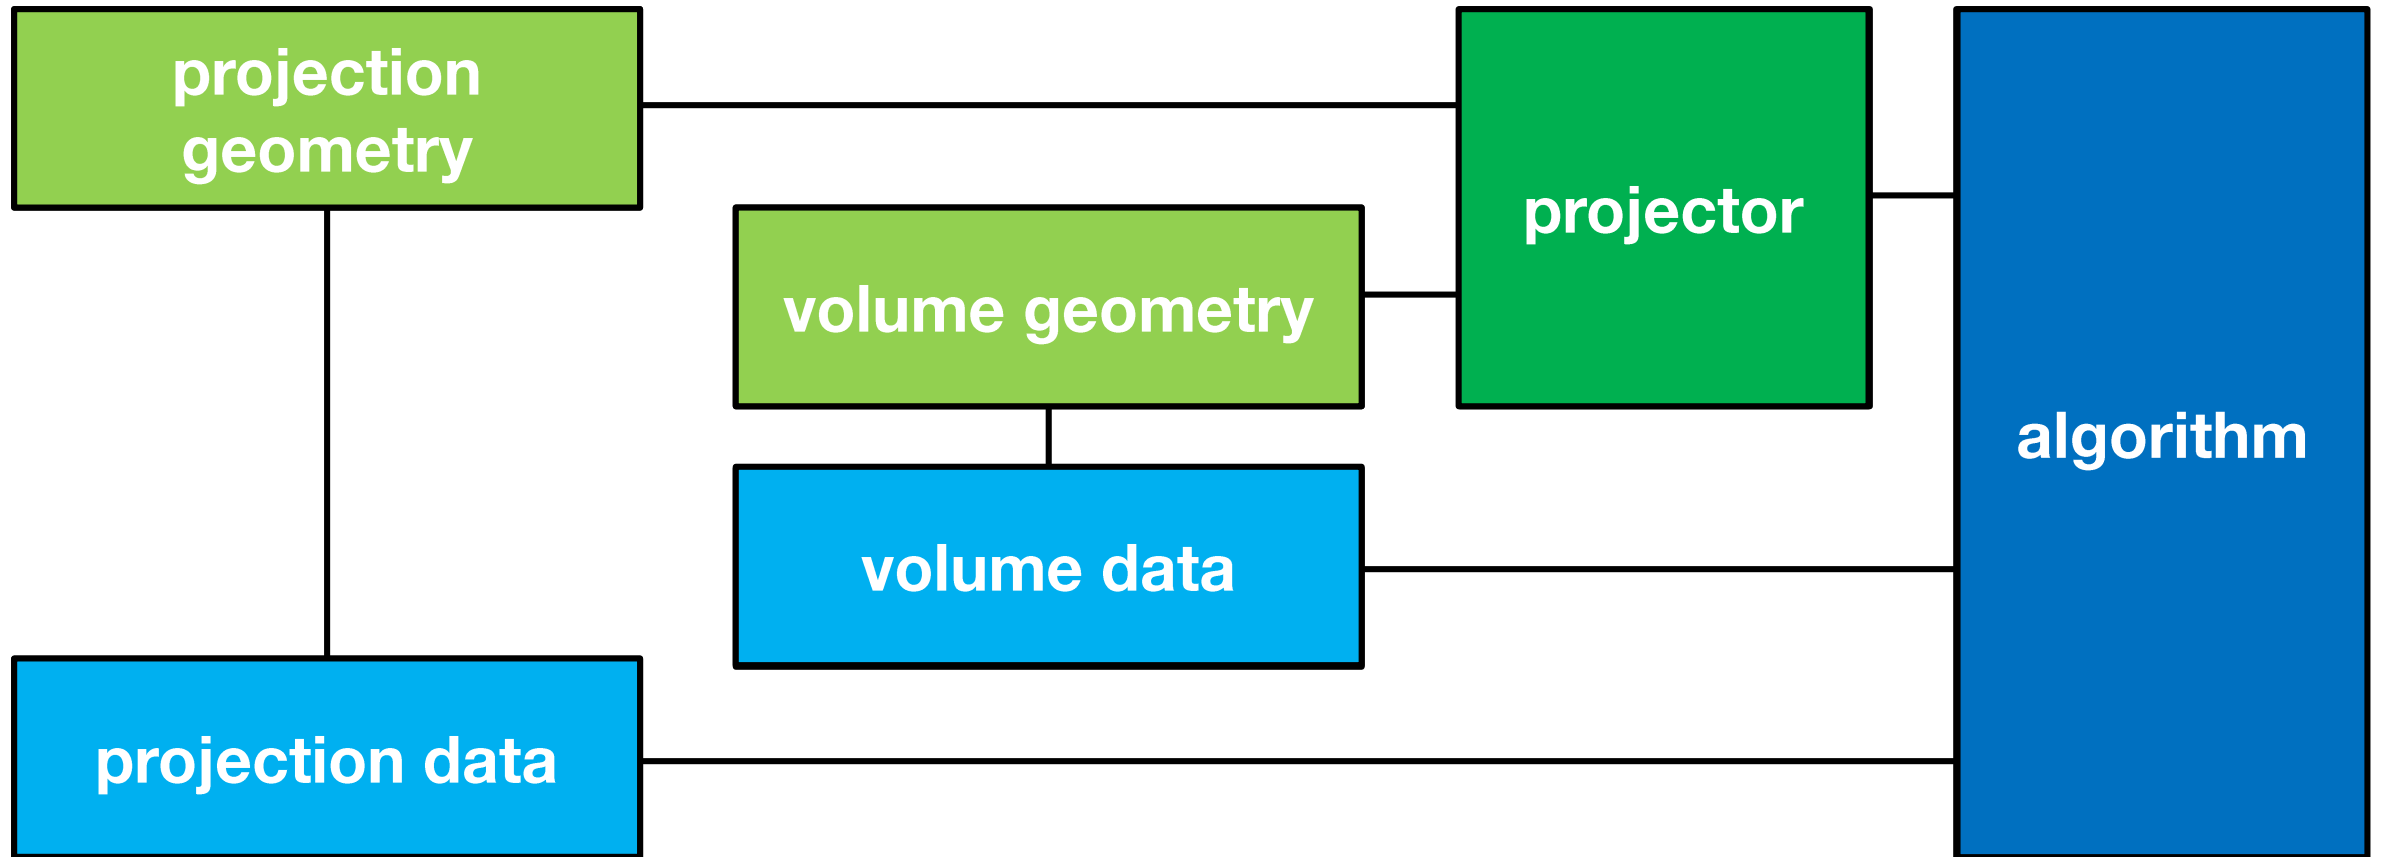 projection
geometry
projector
volume geometry
algorithm
volume data
projection data